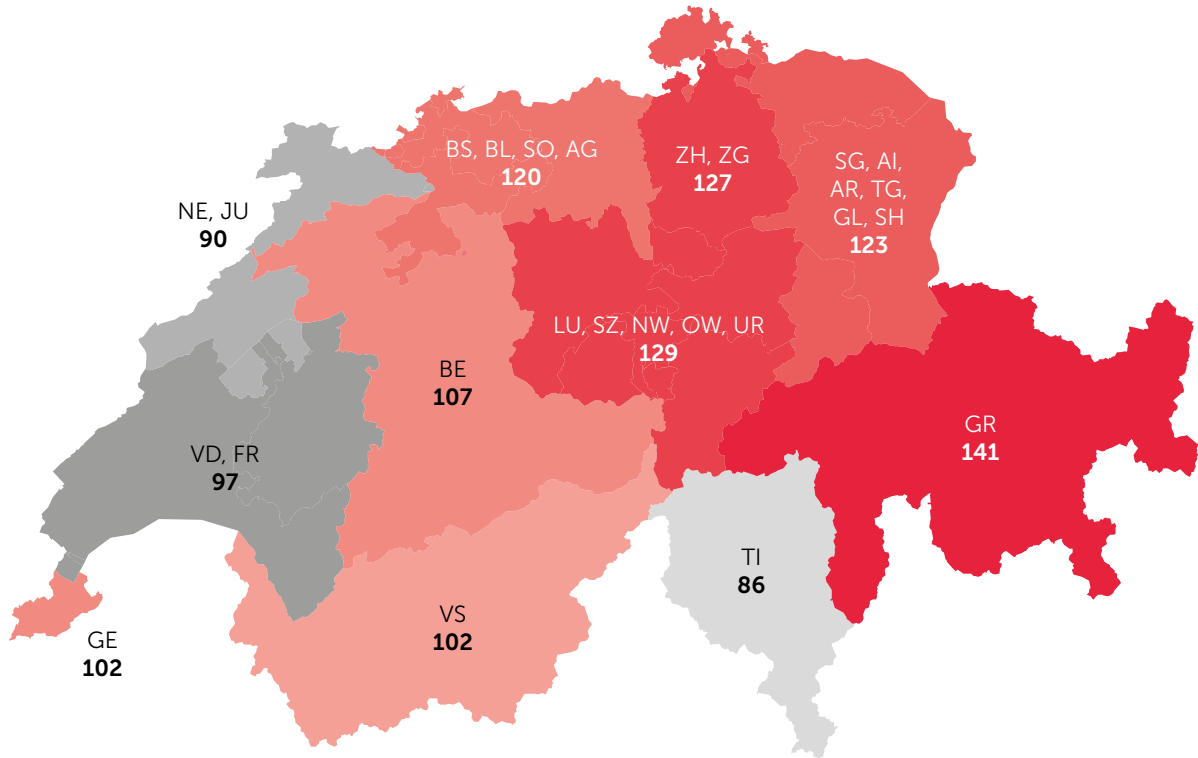 BS, BL, SO, AG
120
ZH, ZG
127
SG, AI,
AR, TG,
GL, SH
123
NE, JU
90
LU, SZ, NW, OW, UR
129
BE
107
GR
141
VD, FR
97
TI
86
VS
102
GE
102